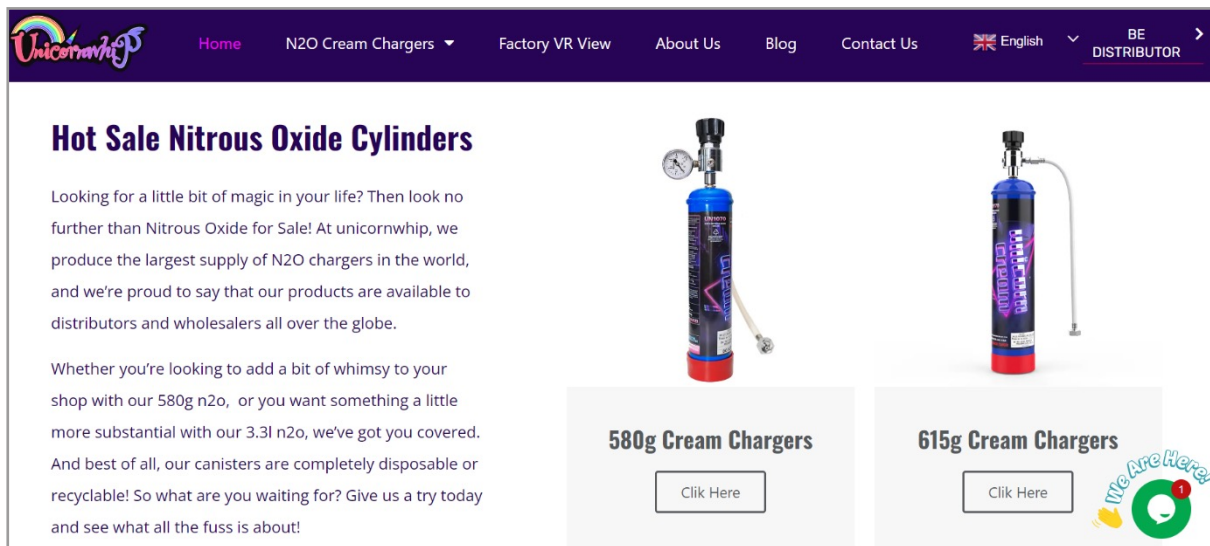 Unicornwhip
Home
N2O Cream Chargers
Factory VR View
About Us
Blog
Contact Us
English
BE
DISTRIBUTOR
Hot Sale Nitrous Oxide Cylinders
Looking for a little bit of magic in your life? Then look no
further than Nitrous Oxide for Sale! At unicornwhip, we
produce the largest supply of N2O chargers in the world,
and we're proud to say that our products are available to
distributors and wholesalers all over the globe.
Whether you're looking to add a bit of whimsy to your
shop with our 580g n2o,  or you want something a little
more substantial with our 3.3l n2o, we've got you covered.
And best of all, our canisters are completely disposable or
recyclable! So what are you waiting for? Give us a try today
and see what all the fuss is about!
UN1070
cream
580g Cream Chargers
Clik Here
unicorn
cream
615g Cream Chargers
Clik Here
We Are Here!
1